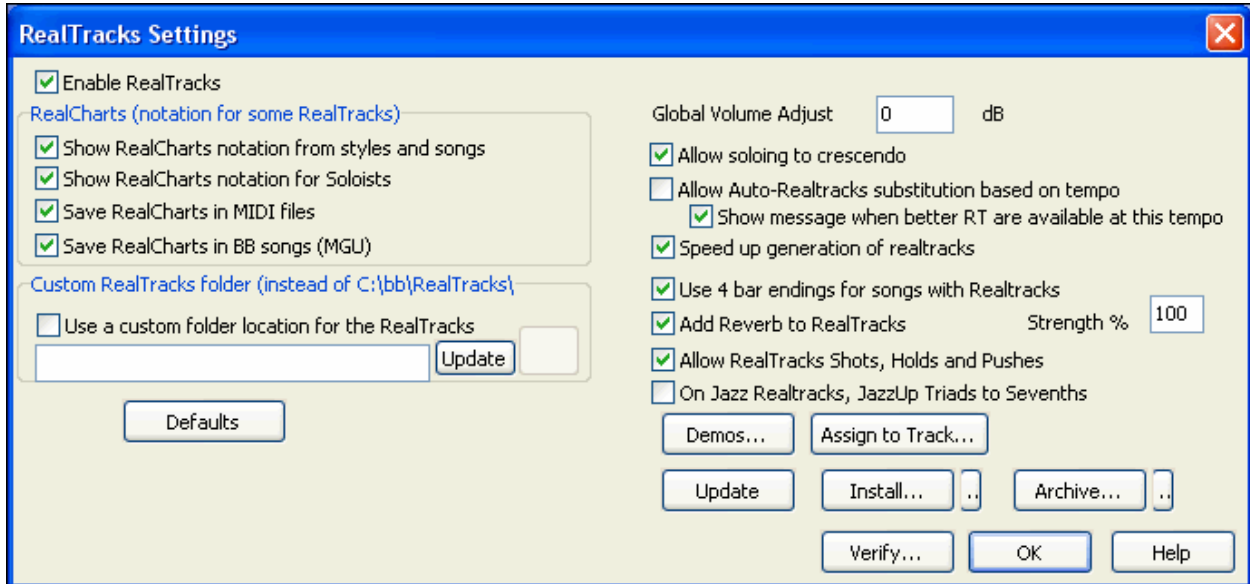 RealTracks Settings
Enable RealTracks
RealCharts (notation for some RealTracks)
Show RealCharts notation from styles and songs
Show RealCharts notation for Soloists
Save RealCharts in MIDI files
Save RealCharts in BB songs (MGU)
Custom RealTracks folder (instead of C:\bb\RealTracks\
Use a custom folder location for the RealTracks
Update
Defaults
Global Volume Adjust 0 dB
Allow soloing to crescendo
Allow Auto-Realtracks substitution based on tempo
Show message when better RT are available at this tempo
Speed up generation of realtracks
Use 4 bar endings for songs with Realtracks
Add Reverb to RealTracks Strength % 100
Allow RealTracks Shots, Holds and Pushes
On Jazz Realtracks, JazzUp Triads to Sevenths
Demos... Assign to Track...
Update Install... .. Archive... ..
Verify... OK Help